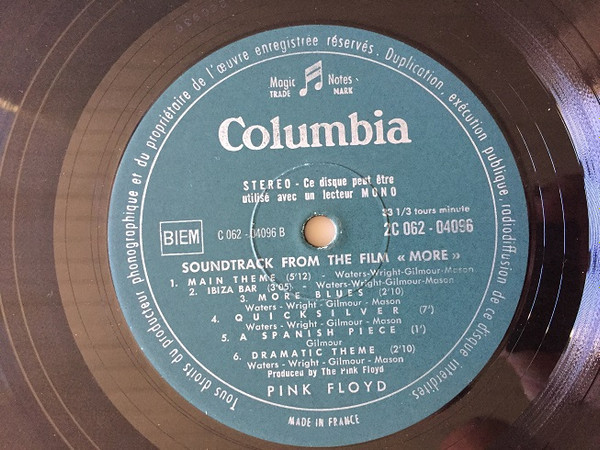 Tous droits du producteur phonographique et du propriétaire de l'œuvre enregistrée réservés. Duplication, exécution publique, radiodiffusion de ce disque interdites
Magic Notes
TRADE MARK
Columbia
STEREO - Ce disque peut être
utilisé avec un lecteur MONO
33 1/3 tours minute
BIEM
C 062 - 04096 B
2C 062 - 04096
SOUNDTRACK FROM THE FILM « MORE »
1. MAIN THEME (5'12) - Waters-Wright-Gilmour-Mason
2. IBIZA BAR (3'05) - Waters-Wright-Gilmour-Mason
3. MORE BLUES (2'10)
Waters - Wright - Gilmour - Mason
4. QUICKSILVER (7')
Waters - Wright - Gilmour - Mason
5. A SPANISH PIECE (1')
Gilmour
6. DRAMATIC THEME (2'10)
Waters - Wright - Gilmour - Mason
Produced by The Pink Floyd
PINK FLOYD
MADE IN FRANCE